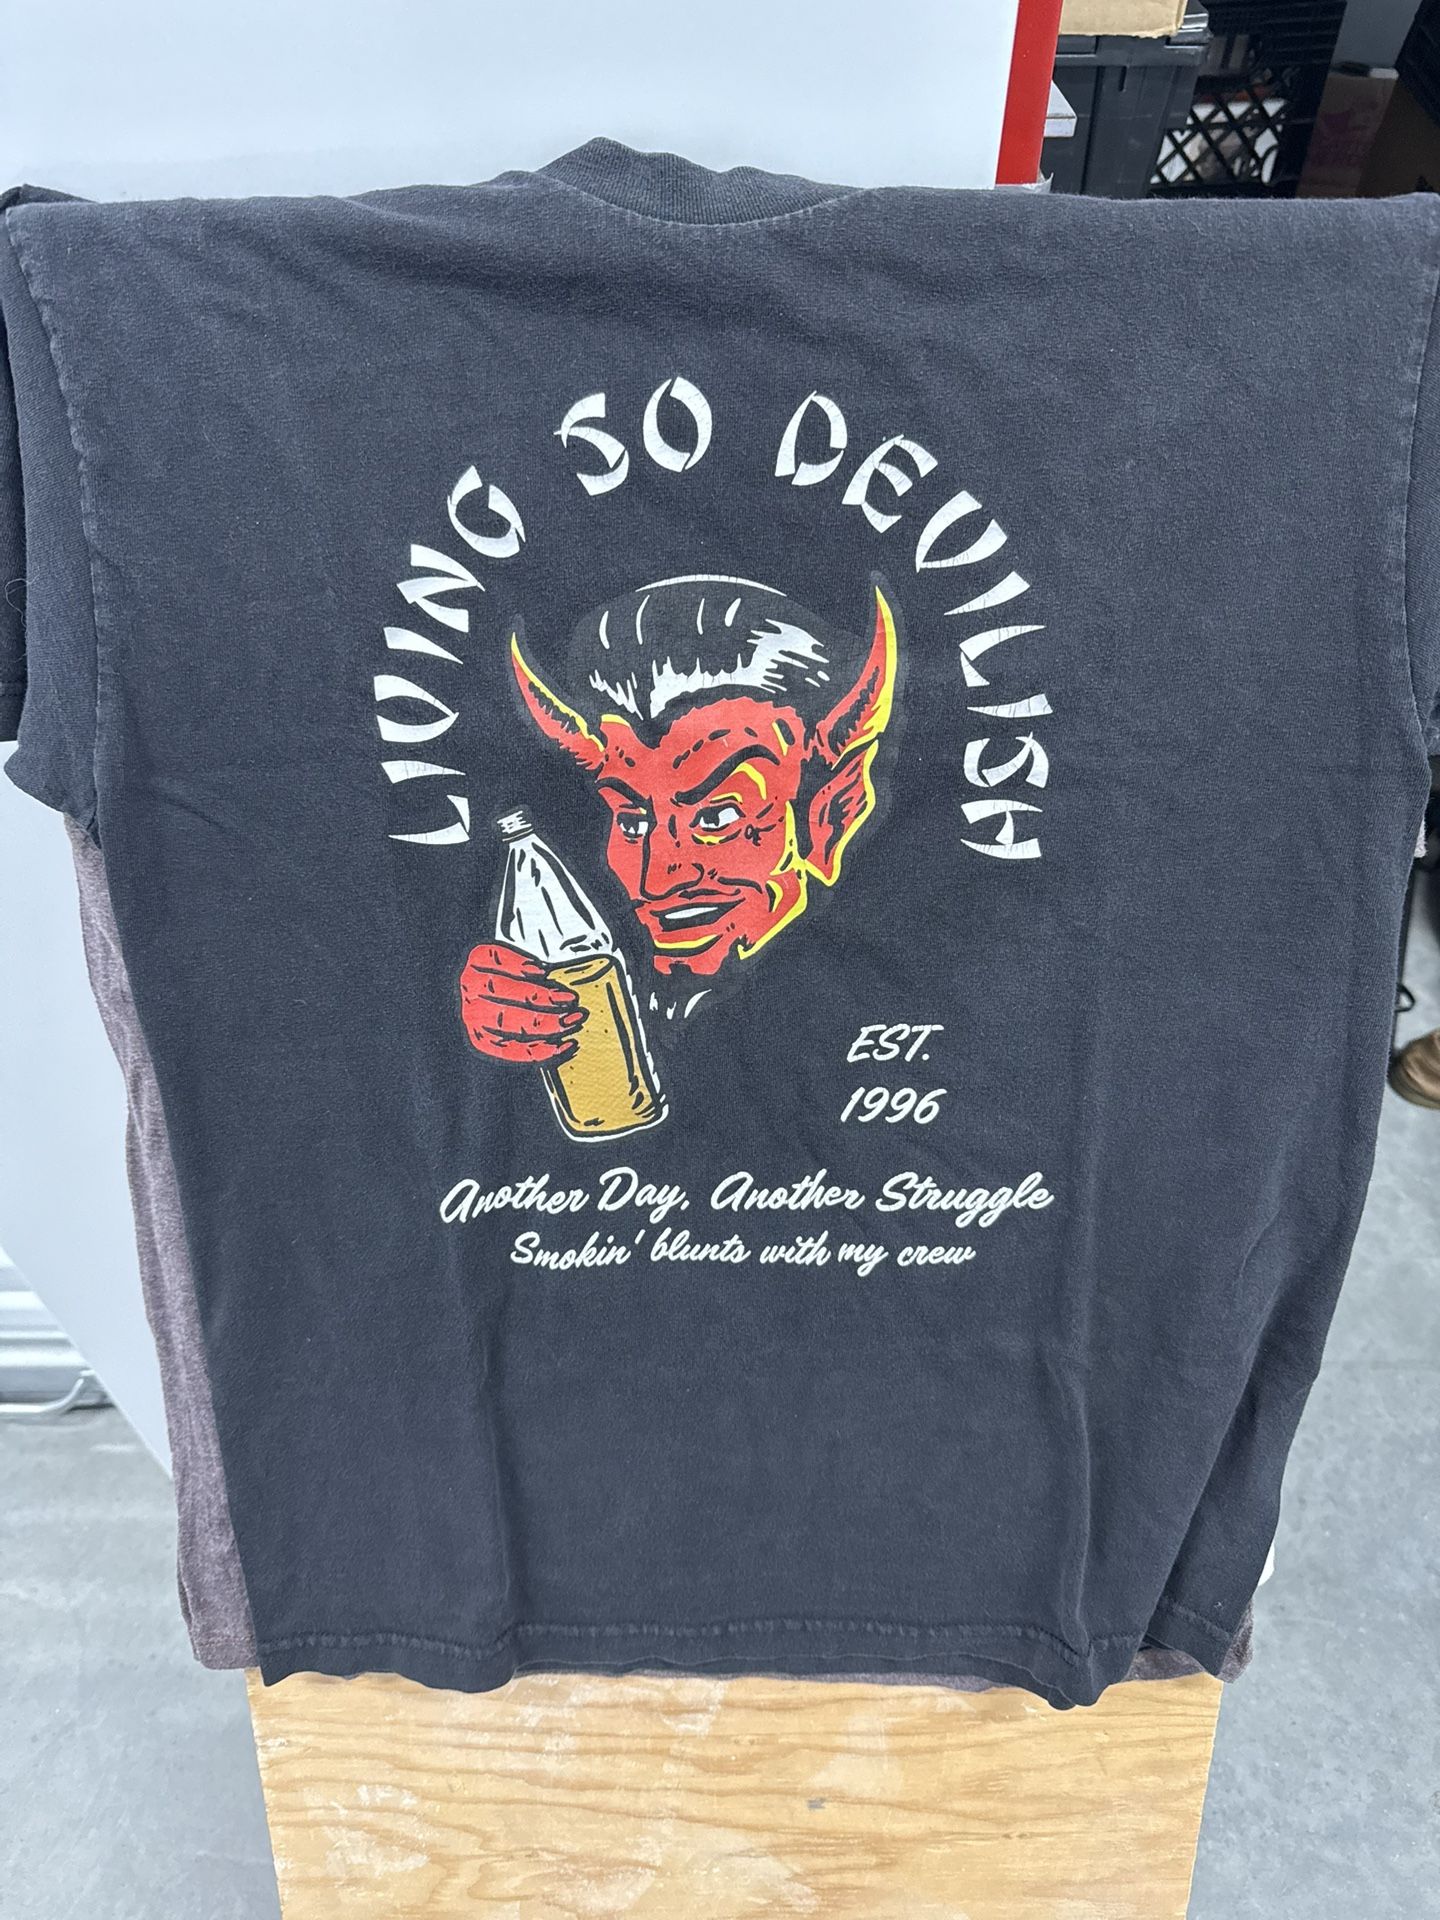 LIVING SO DEVILISH
EST.
1996
Another Day, Another Struggle
Smokin' blunts with my crew